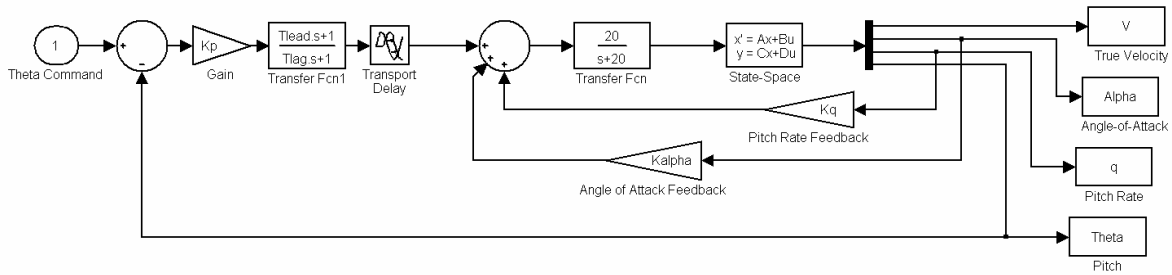 1
Theta Command
+
-
Kp
Gain
Tlead.s+1
Tlag.s+1
Transfer Fcn1
Transport
Delay
+
+
+
20
s+20
Transfer Fcn
x' = Ax+Bu
y = Cx+Du
State-Space
V
True Velocity
Alpha
Angle-of-Attack
Kq
Pitch Rate Feedback
Kalpha
Angle of Attack Feedback
q
Pitch Rate
Theta
Pitch